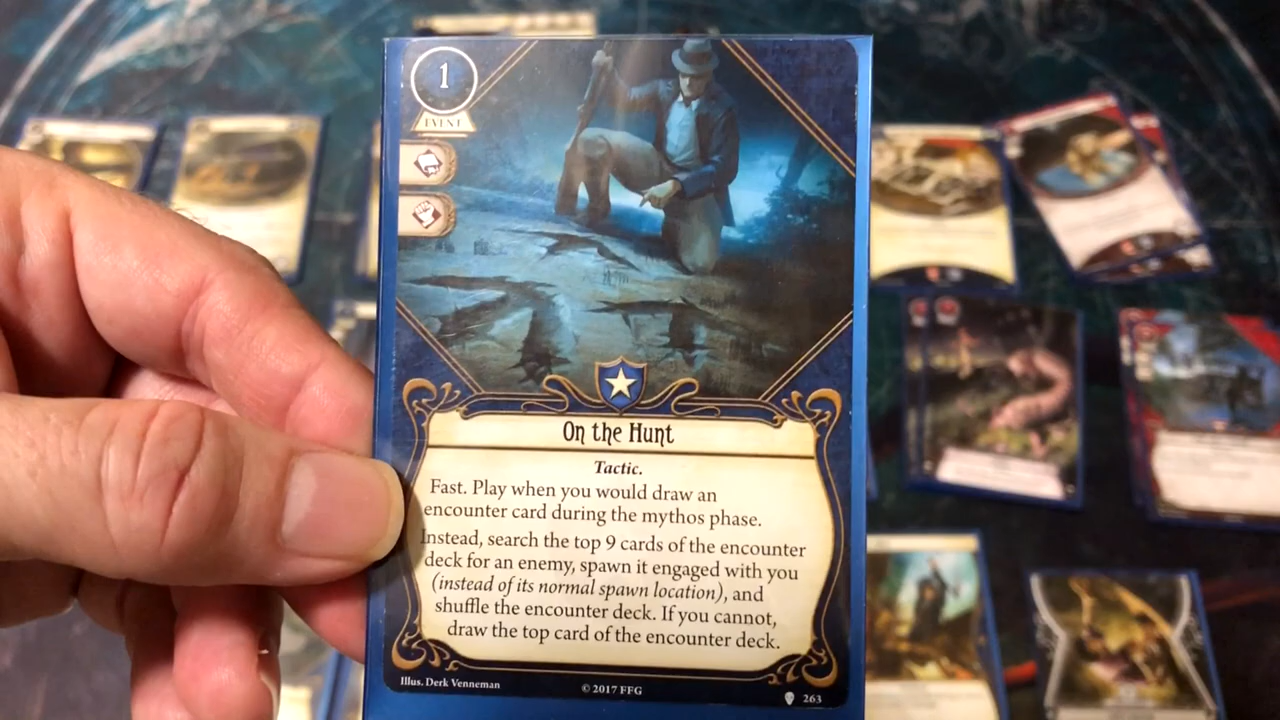 1
EVENT
On the Hunt
Tactic.
Fast. Play when you would draw an
encounter card during the mythos phase.
Instead, search the top 9 cards of the encounter
deck for an enemy, spawn it engaged with you
(instead of its normal spawn location), and
shuffle the encounter deck. If you cannot,
draw the top card of the encounter deck.
Illus. Derk Venneman
© 2017 FFG
263